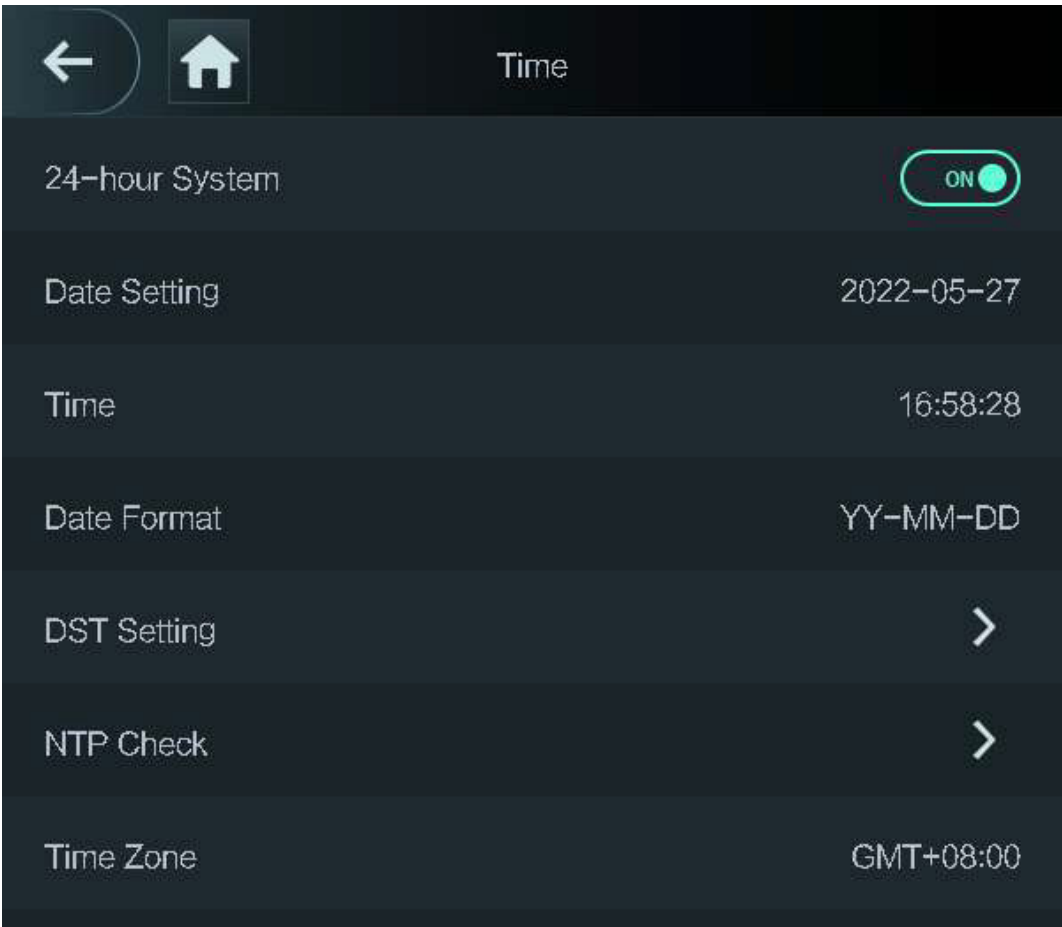 Time
24-hour System ON
Date Setting 2022-05-27
Time 16:58:28
Date Format YY-MM-DD
DST Setting
NTP Check
Time Zone GMT+08:00